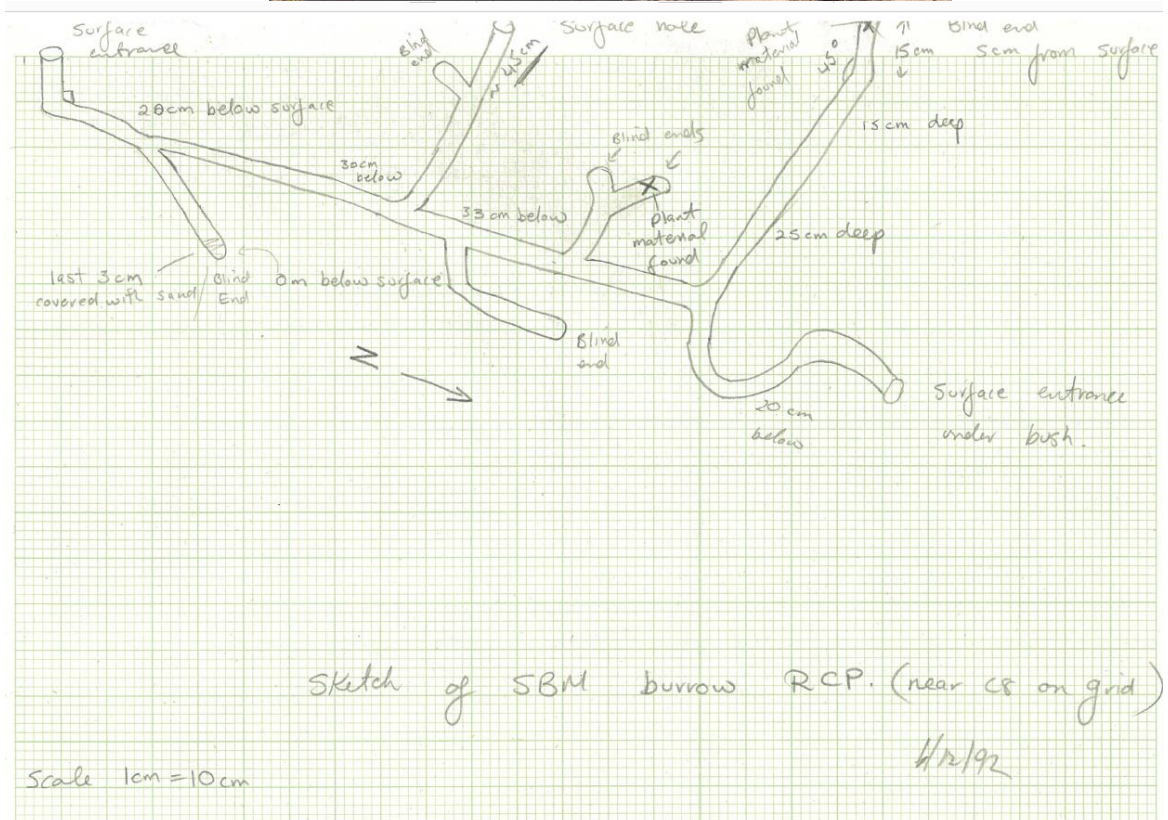 Surface
entrance
Blind
end
45cm
Surface hole
Plant
material
found
45°
Blind end
15cm 5cm from surface
15cm deep
20cm below surface
30cm
below
Blind ends
33cm below
Plant
material
found
25cm deep
last 3cm
covered with sand
Blind
End
0m below surface
Blind
end
N
20 cm
below
Surface entrance
under bush.
Sketch of SBM burrow RCP. (near C8 on grid)
/12/92
Scale 1cm = 10cm